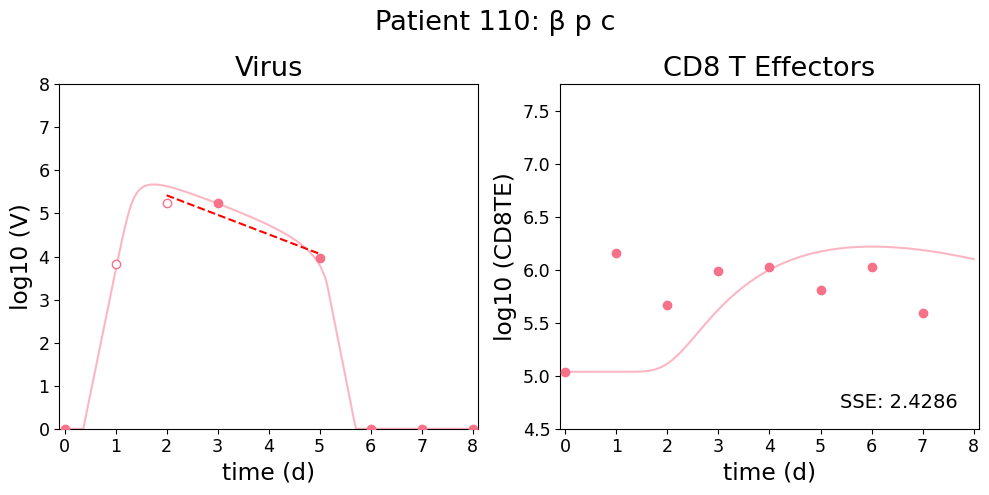 Patient 110: β p c
Virus
CD8 T Effectors
log10 (V)
8
7
6
5
4
3
2
1
0
0 1 2 3 4 5 6 7 8
time (d)
log10 (CD8TE)
7.5
7.0
6.5
6.0
5.5
5.0
4.5
SSE: 2.4286
0 1 2 3 4 5 6 7 8
time (d)